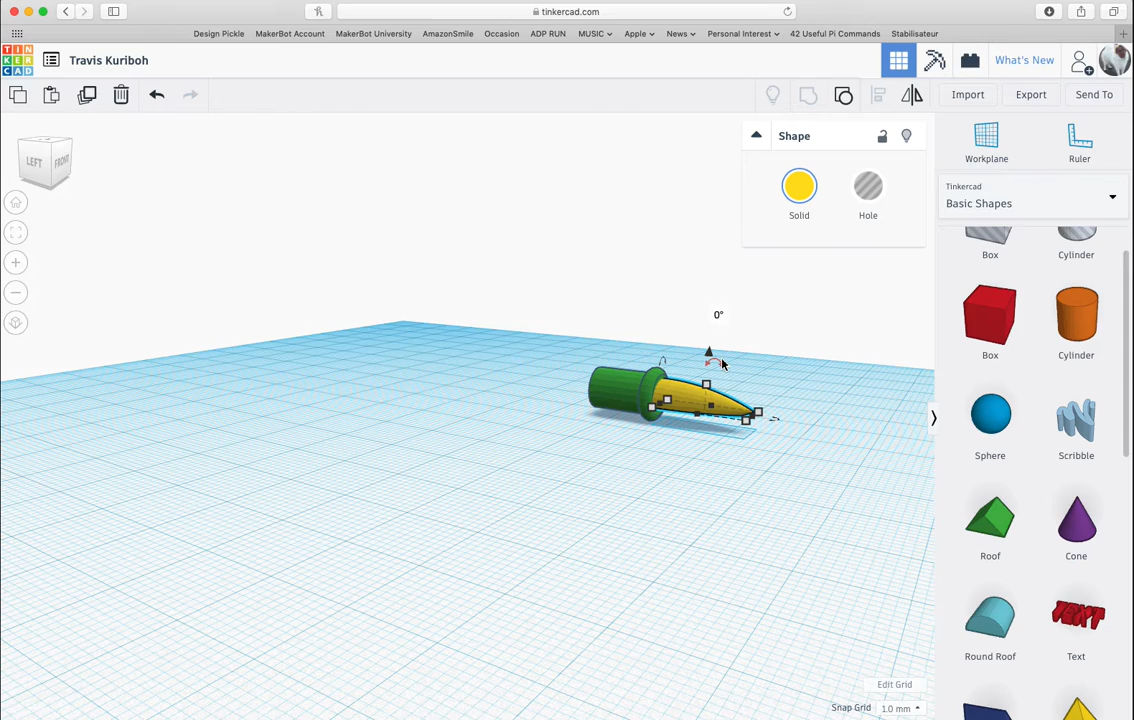 tinkercad.com
Design Pickle MakerBot Account MakerBot University AmazonSmile Occasion ADP RUN MUSIC Apple News Personal Interest 42 Useful Pi Commands Stabilisateur
TIN
KER
CAD
Travis Kuriboh
What's New
Import Export Send To
LEFT FRONT
Shape
Solid Hole
Workplane Ruler
Tinkercad
Basic Shapes
Box Cylinder
Box Cylinder
0°
Sphere Scribble
Roof Cone
TEXT
Round Roof Text
Edit Grid
Snap Grid 1.0 mm